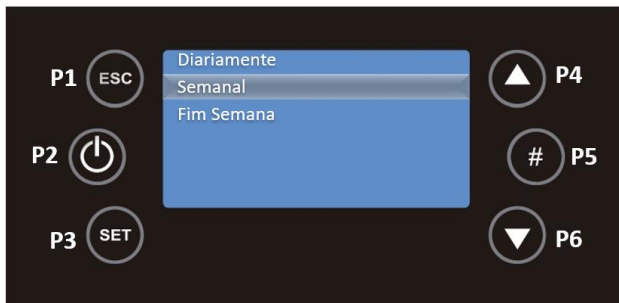 P1 ESC
Diariamente
Semanal
Fim Semana
P4
P2
# P5
P3 SET
P6